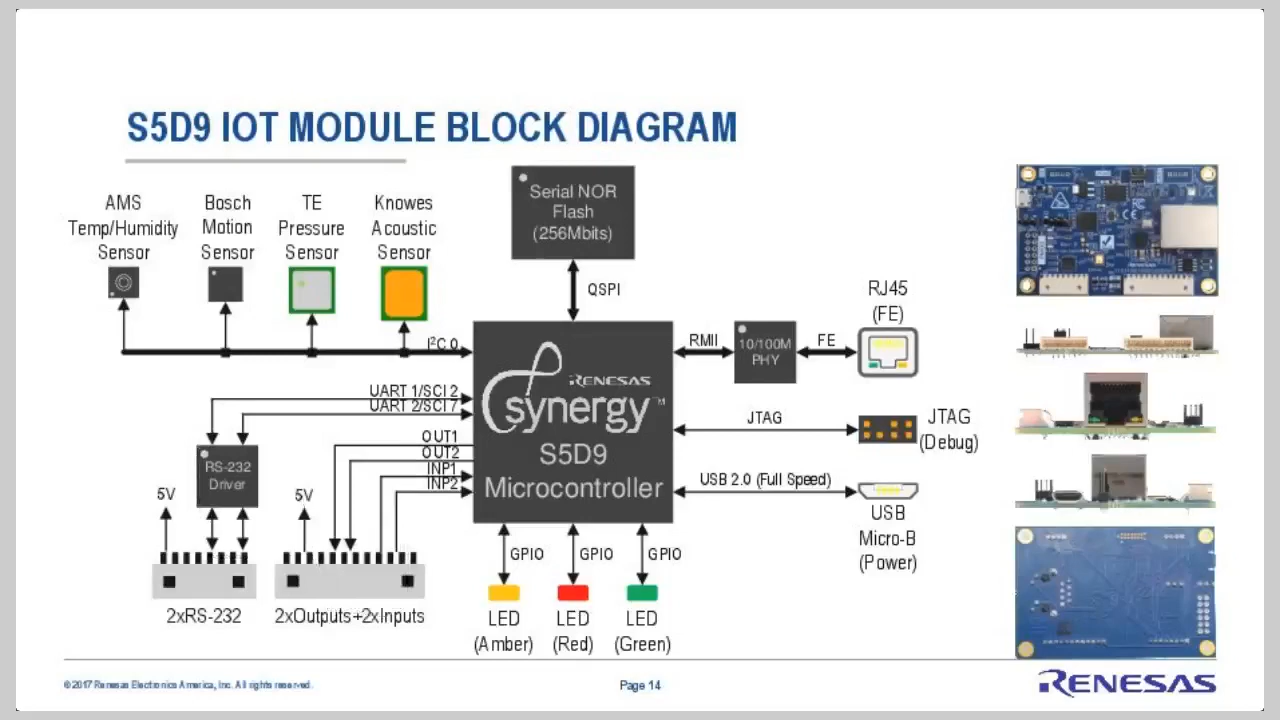 S5D9 IOT MODULE BLOCK DIAGRAM
AMS
Temp/Humidity
Sensor
Bosch
Motion
Sensor
TE
Pressure
Sensor
Knowes
Acoustic
Sensor
Serial NOR
Flash
(256Mbits)
QSPI
I²C 0
UART 1/SCI 2
UART 2/SCI 7
OUT1
OUT2
INP1
INP2
RENESAS
synergy™
S5D9
Microcontroller
RMII
10/100M
PHY
FE
RJ45
(FE)
JTAG
JTAG
(Debug)
USB 2.0 (Full Speed)
USB
Micro-B
(Power)
RS-232
Driver
5V
5V
2xRS-232
2xOutputs+2xInputs
GPIO
GPIO
GPIO
LED
(Amber)
LED
(Red)
LED
(Green)
RENESAS
©2017 Renesas Electronics America, Inc. All rights reserved.
Page 14
RENESAS